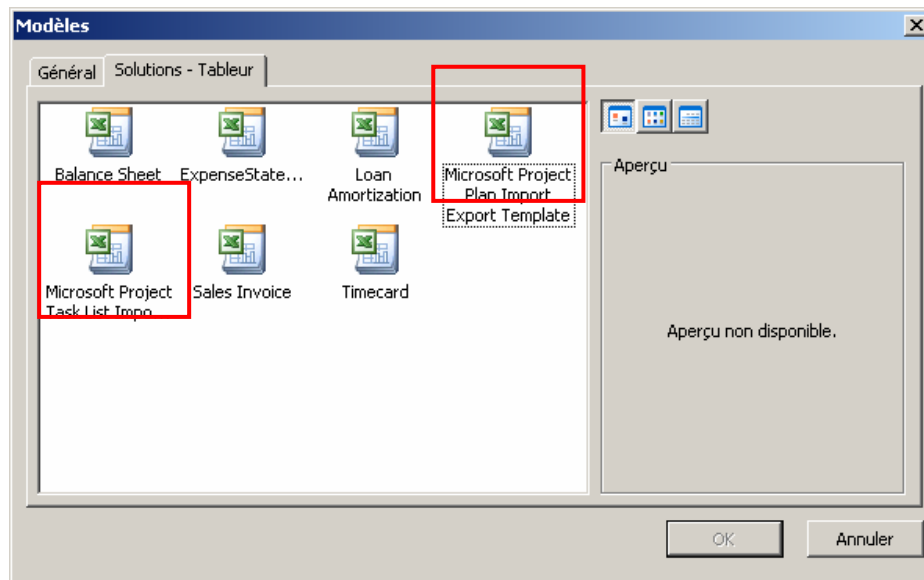 Modèles
Général
Solutions - Tableur
Balance Sheet
ExpenseState...
Loan
Amortization
Microsoft Project
Plan Import
Export Template
Microsoft Project
Task List Impo
Sales Invoice
Timecard
Aperçu
Aperçu non disponible.
OK
Annuler